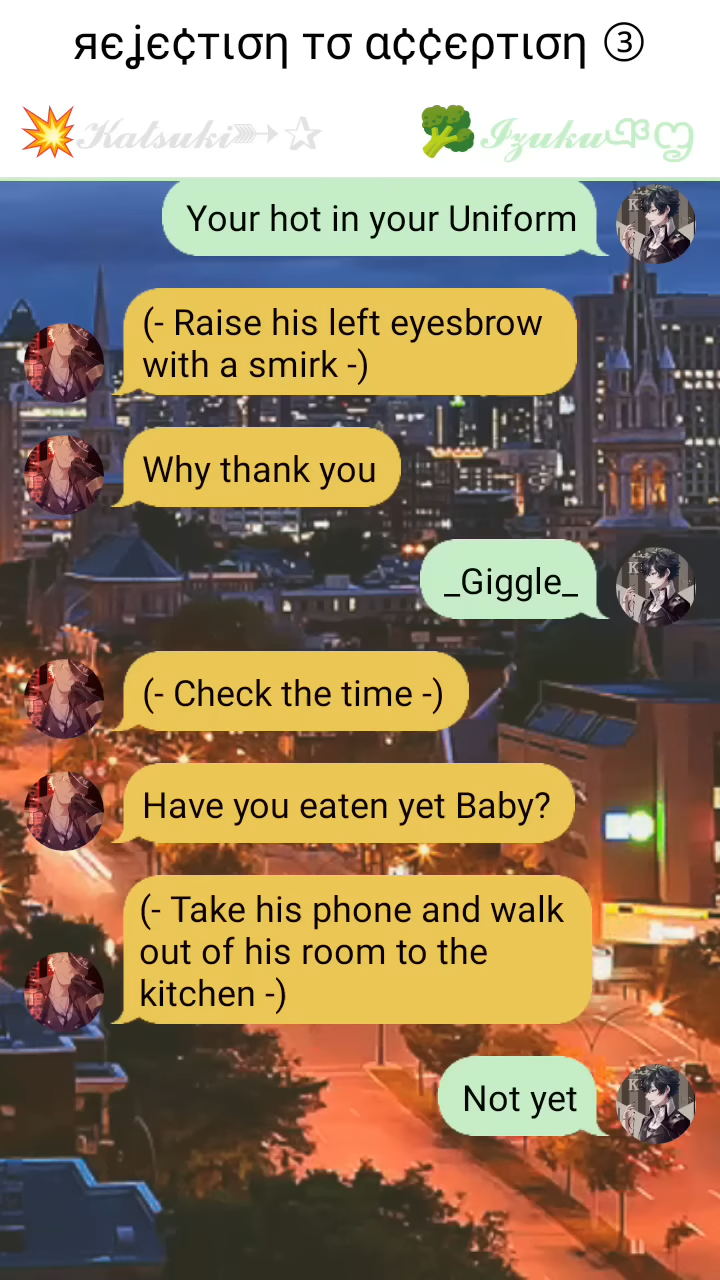 яєʝє¢тιση тσ α¢¢єρтιση ③
💥𝓚𝓪𝓽𝓼𝓾𝓴𝓲➳☆
🥦𝓘𝔃𝓾𝓴𝓾ঞლ
Your hot in your Uniform
(- Raise his left eyesbrow
with a smirk -)
Why thank you
_Giggle_
(- Check the time -)
Have you eaten yet Baby?
(- Take his phone and walk
out of his room to the
kitchen -)
Not yet